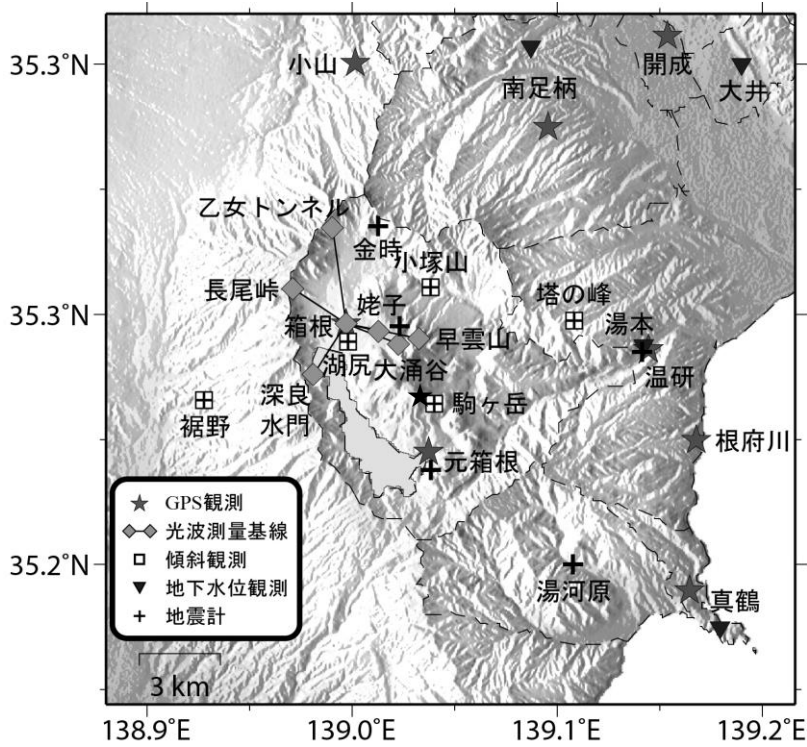 35.3°N
小山
開成
南足柄
大井
乙女トンネル
金時
小塚山
長尾峠
姥子
塔の峰
35.3°N
箱根
早雲山
湯本
湖尻
大涌谷
温研
深良
水門
駒ヶ岳
裾野
根府川
元箱根
GPS観測
光波測量基線
傾斜観測
地下水位観測
地震計
35.2°N
湯河原
真鶴
3 km
138.9°E
139.0°E
139.1°E
139.2°E